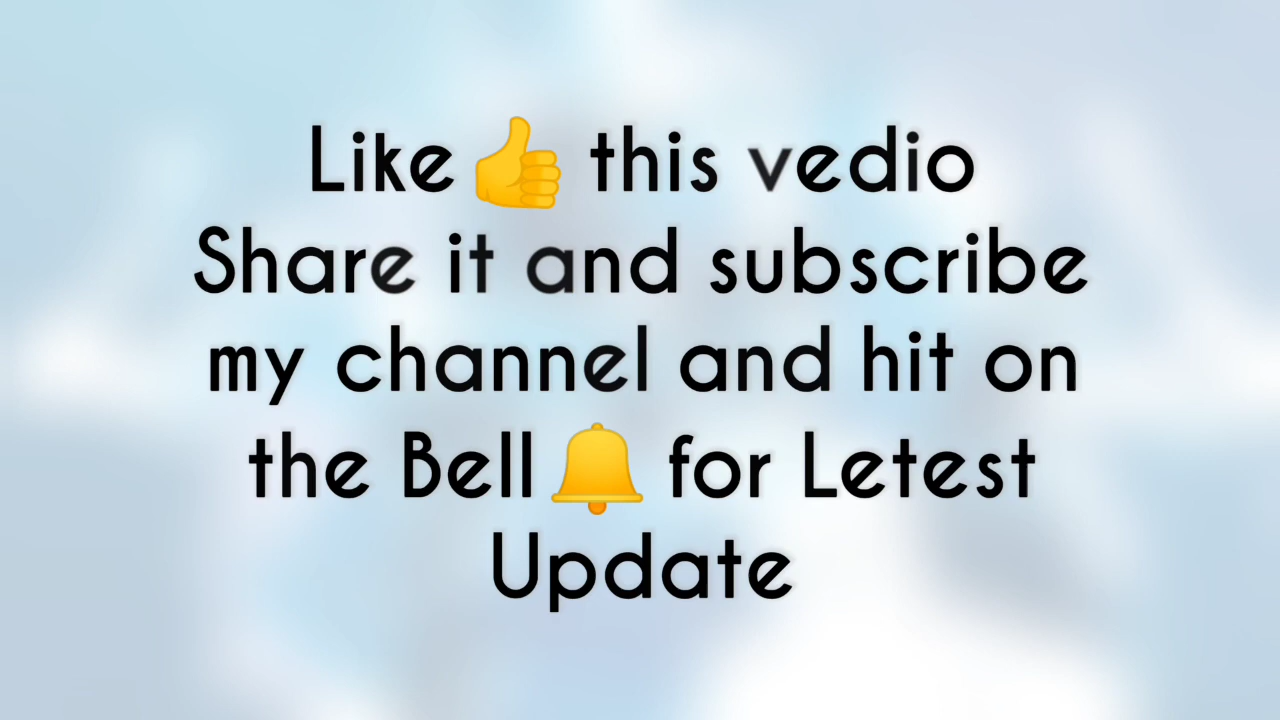 Like👍 this vedio
Share it and subscribe
my channel and hit on
the Bell🔔 for Letest
Update